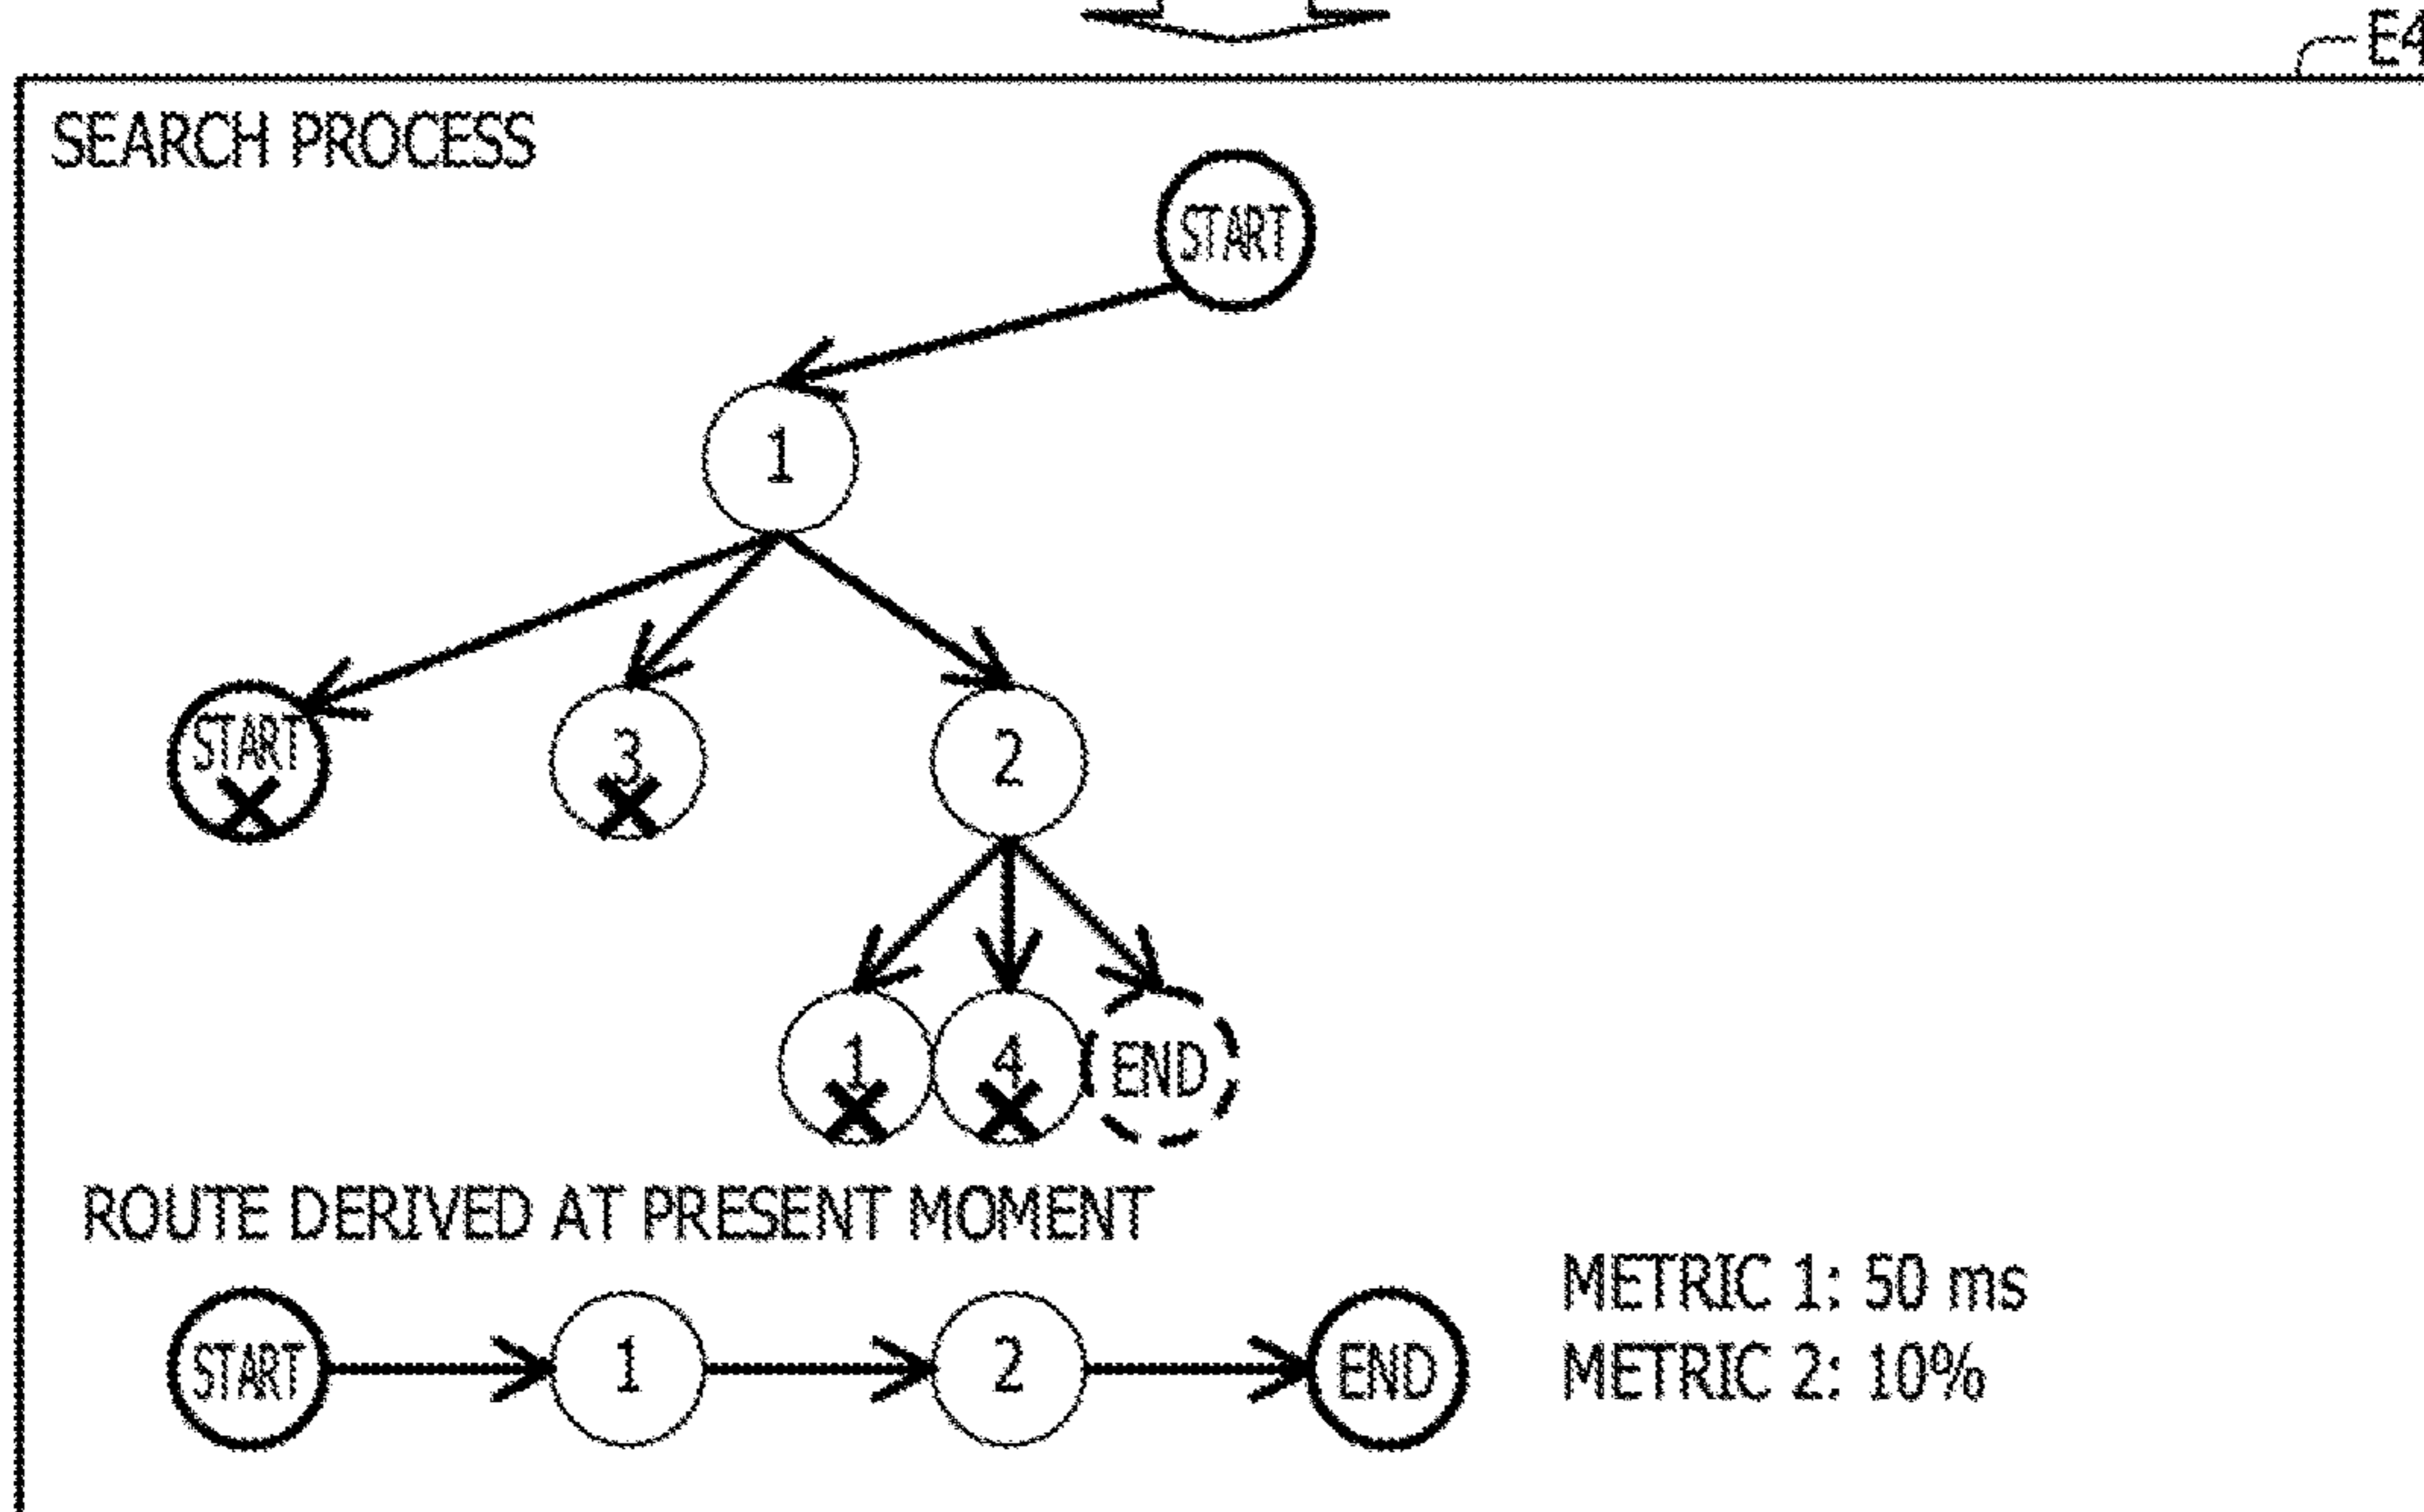 E4
SEARCH PROCESS
START
1
START
3
2
1
4
END
ROUTE DERIVED AT PRESENT MOMENT
METRIC 1: 50 ms
START
1
2
END
METRIC 2: 10%